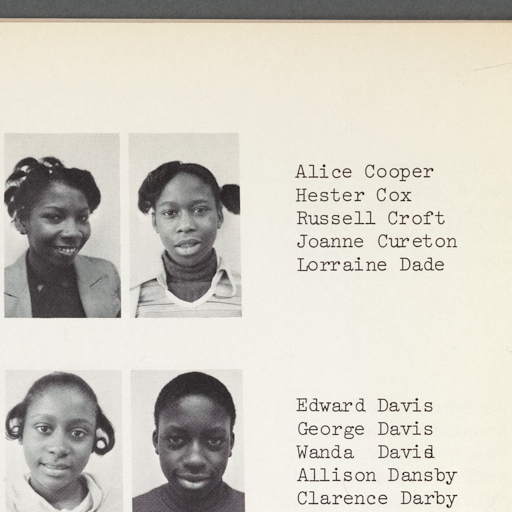 Alice Cooper
Hester Cox
Russell Croft
Joanne Cureton
Lorraine Dade
Edward Davis
George Davis
Wanda David
Allison Dansby
Clarence Darby